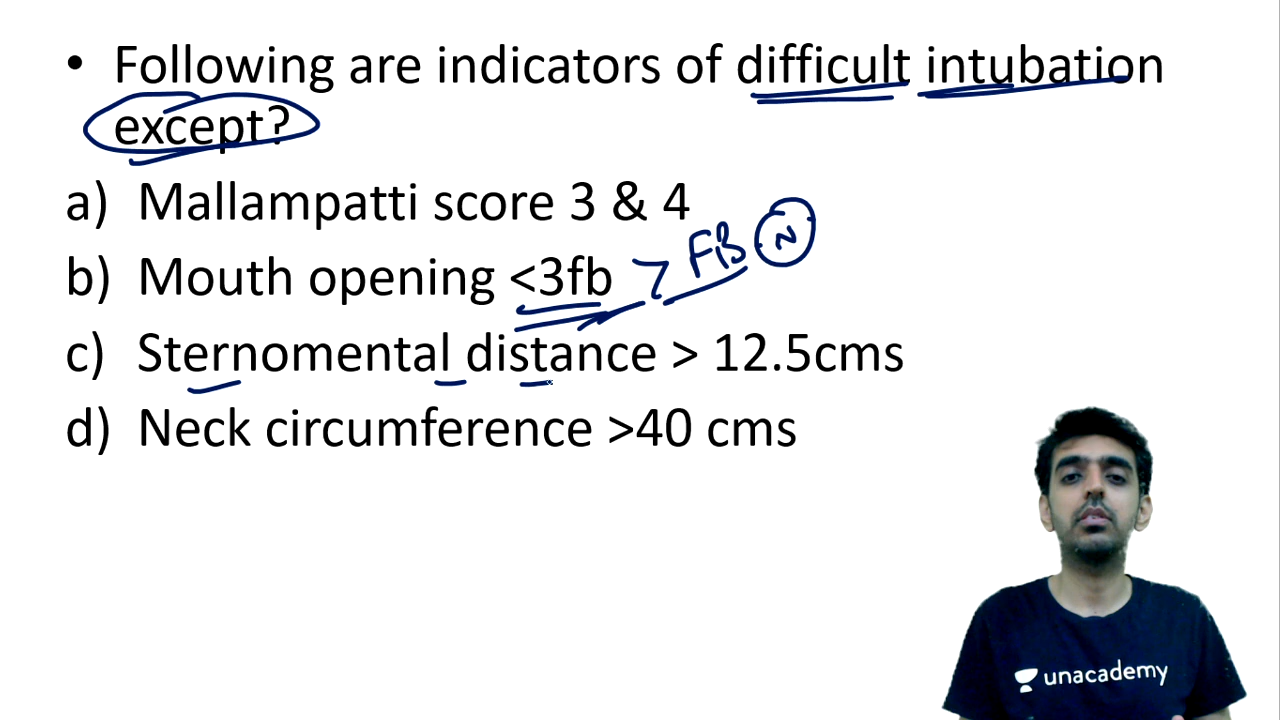 • Following are indicators of difficult intubation
except?
a) Mallampatti score 3 & 4
b) Mouth opening <3fb > FB N
c) Sternomental distance > 12.5cms
d) Neck circumference >40 cms
unacademy